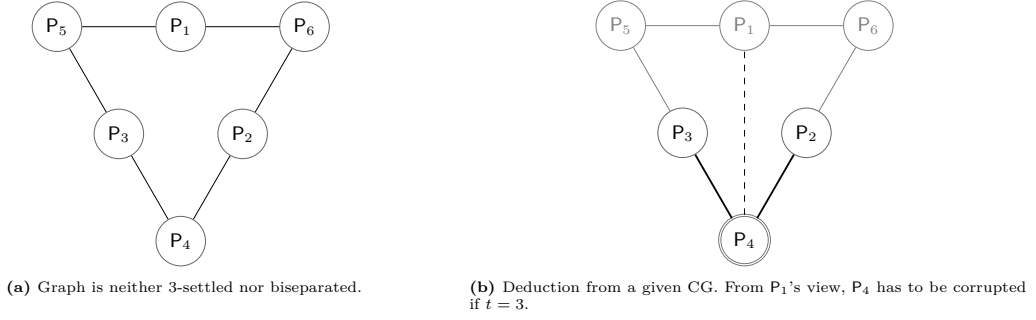 P5 P1 P6 P5 P1 P6
P3 P2 P3 P2
P4 P4
(a) Graph is neither 3-settled nor biseparated.
(b) Deduction from a given CG. From P1's view, P4 has to be corrupted
if t = 3.